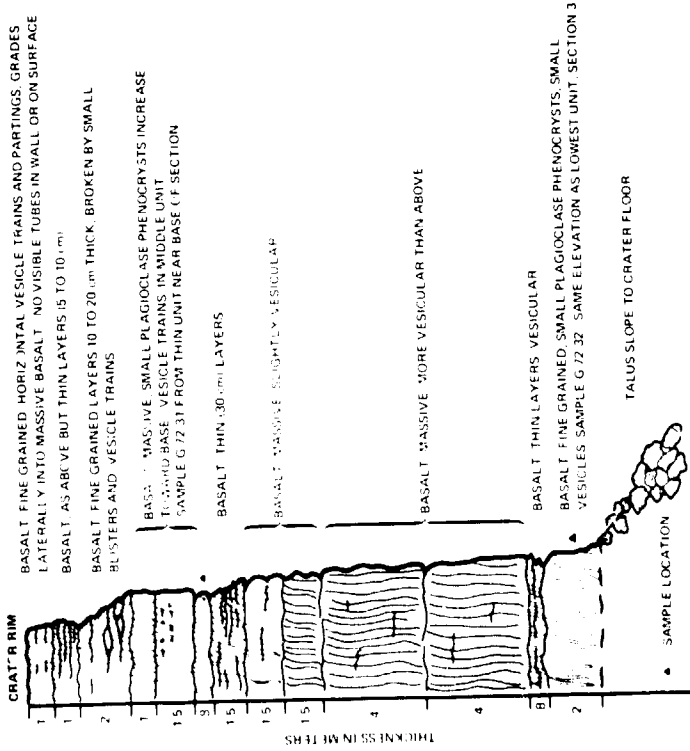 CRATER RIM
BASALT FINE GRAINED HORIZONTAL VESICLE TRAINS AND PARTINGS, GRADES
LATERALLY INTO MASSIVE BASALT NO VISIBLE TUBES IN WALL OR ON SURFACE
BASALT, AS ABOVE BUT THIN LAYERS (5 TO 10 cm)
BASALT FINE GRAINED LAYERS 10 TO 20 cm THICK, BROKEN BY SMALL
BLISTERS AND VESICLE TRAINS
BASALT MASSIVE, SMALL PLAGIOCLASE PHENOCRYSTS INCREASE
TOWARD BASE VESICLE TRAINS IN MIDDLE UNIT
SAMPLE G 72 31 FROM THIN UNIT NEAR BASE OF SECTION
BASALT THIN (30 cm) LAYERS
BASALT MASSIVE SLIGHTLY VESICULAR
BASALT MASSIVE MORE VESICULAR THAN ABOVE
BASALT THIN LAYERS VESICULAR
BASALT FINE GRAINED, SMALL PLAGIOCLASE PHENOCRYSTS, SMALL
VESICLES SAMPLE G 72 32 SAME ELEVATION AS LOWEST UNIT, SECTION 3
TALUS SLOPE TO CRATER FLOOR
SAMPLE LOCATION
THICKNESS IN METERS
1
1
2
1
1 5
1 5
1 5
1 5
4
4
8
2